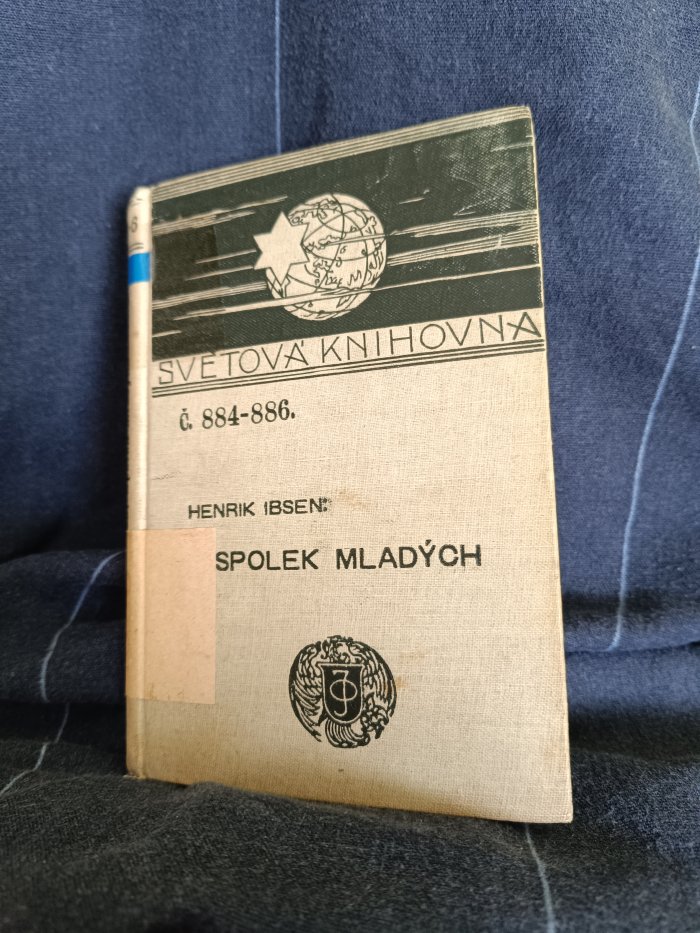 SVĚTOVÁ KNIHOVNA
č. 884-886.
HENRIK IBSEN:
SPOLEK MLADÝCH